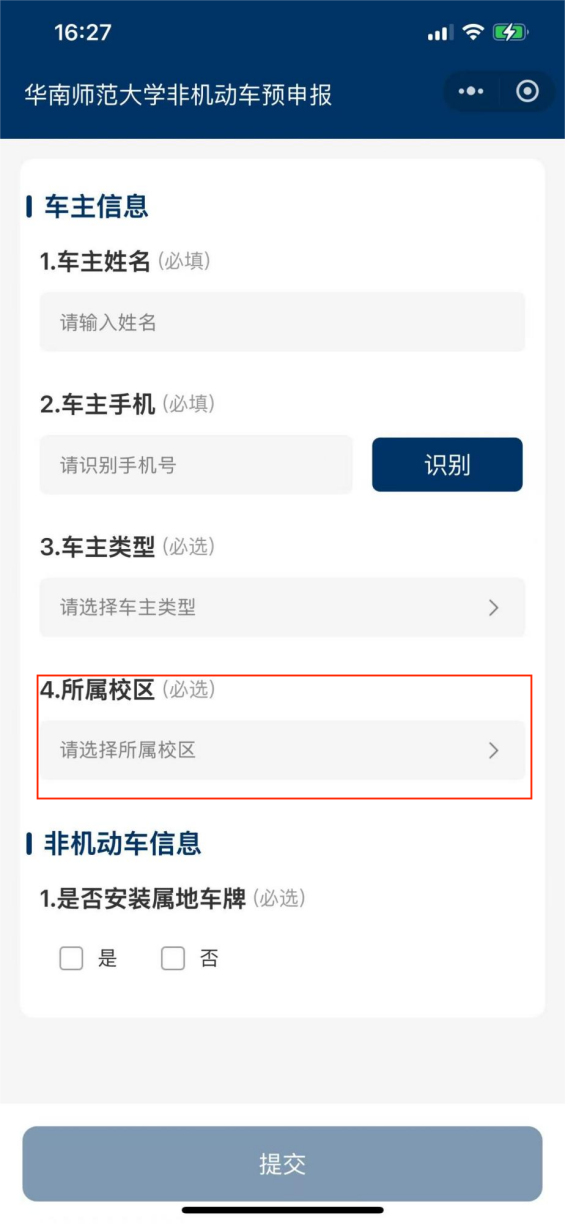 16:27
华南师范大学非机动车预申报
车主信息
1.车主姓名 (必填)
请输入姓名
2.车主手机 (必填)
请识别手机号
识别
3.车主类型 (必选)
请选择车主类型
4.所属校区 (必选)
请选择所属校区
非机动车信息
1.是否安装属地车牌 (必选)
是 否
提交